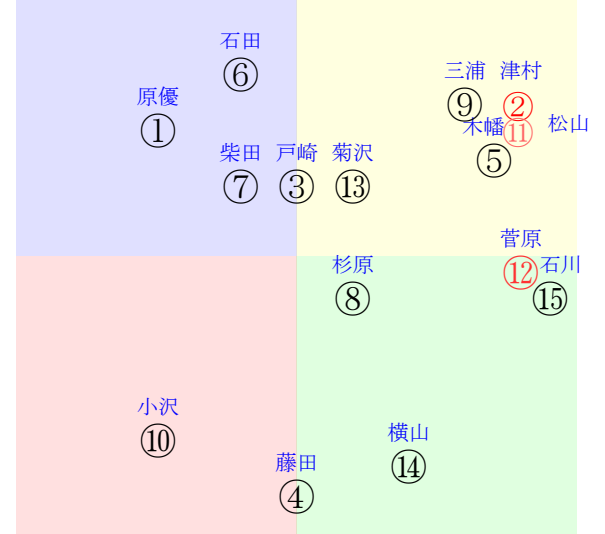 石田
⑥
三浦 津村
⑨ ②
原優
①
木幡 ⑪ 松山
⑤
柴田 戸崎 菊沢
⑦ ③ ⑬
菅原
⑫
杉原 石川
⑧ ⑮
小沢
⑩
横山
⑭
藤田
④